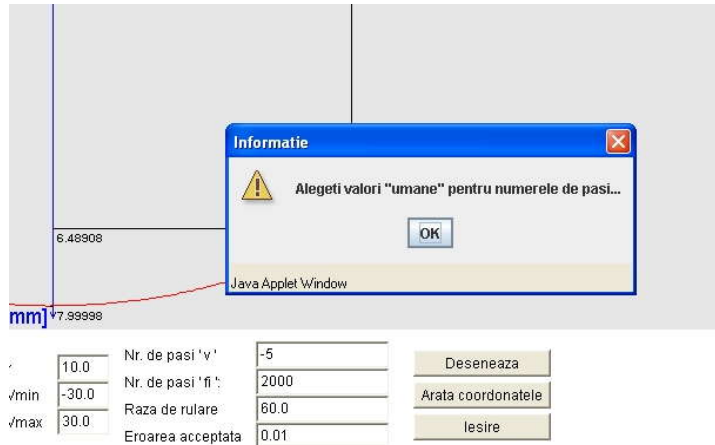 Informatie
Alegeti valori "umane" pentru numerele de pasi...
OK
Java Applet Window
6.48908
mm] 7.99998
10.0
/min -30.0
/max 30.0
Nr. de pasi 'v' -5
Nr. de pasi 'fi': 2000
Raza de rulare 60.0
Eroarea acceptata 0.01
Deseneaza
Arata coordonatele
Iesire